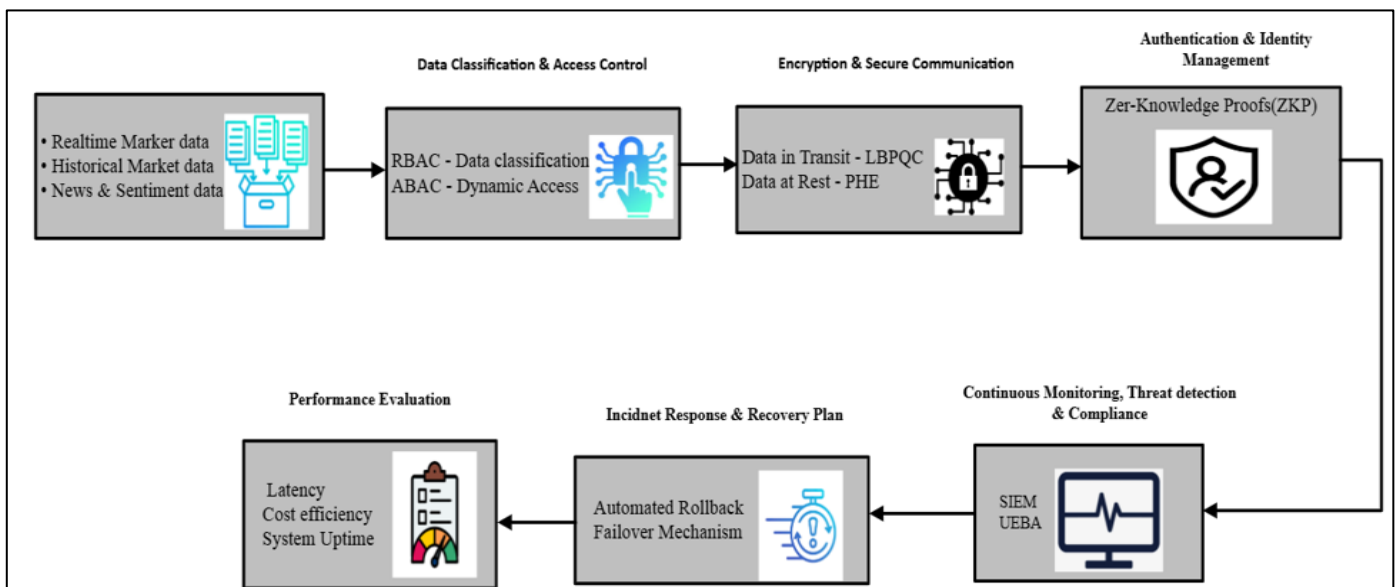 • Realtime Marker data
• Historical Market data
• News & Sentiment data
Data Classification & Access Control
RBAC - Data classification
ABAC - Dynamic Access
Encryption & Secure Communication
Data in Transit - LBPQC
Data at Rest - PHE
Authentication & Identity
Management
Zer-Knowledge Proofs(ZKP)
Continuous Monitoring, Threat detection
& Compliance
SIEM
UEBA
Incidnet Response & Recovery Plan
Automated Rollback
Failover Mechanism
Performance Evaluation
Latency
Cost efficiency
System Uptime